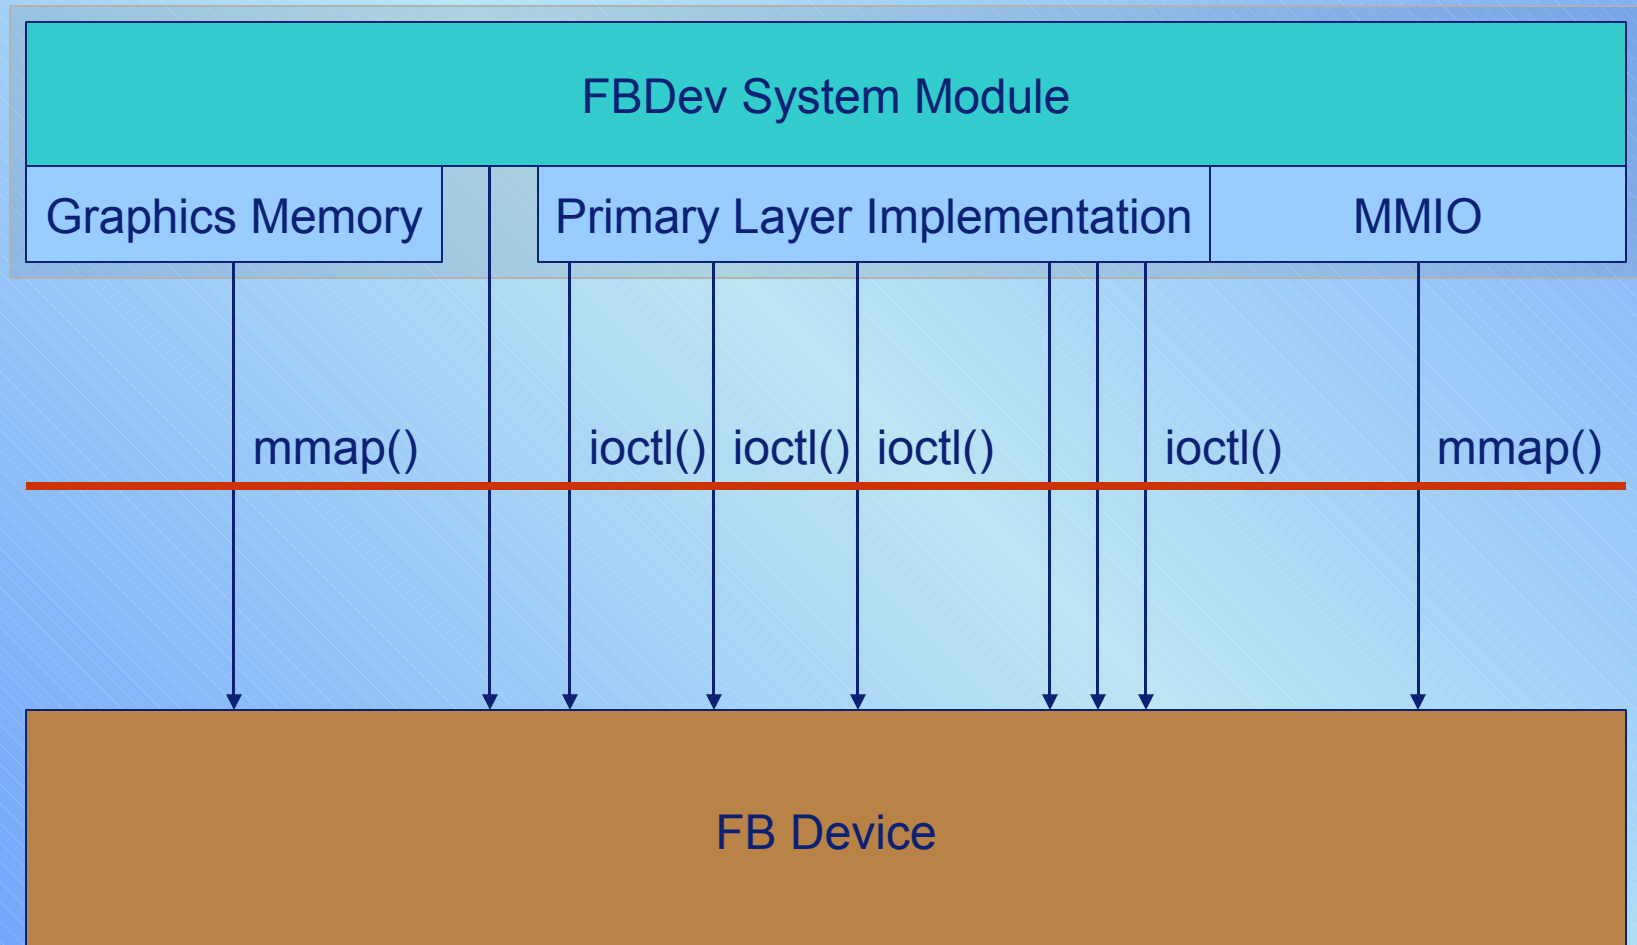 FBDev System Module
Graphics Memory
Primary Layer Implementation
MMIO
mmap()
ioctl()
ioctl()
ioctl()
ioctl()
mmap()
FB Device